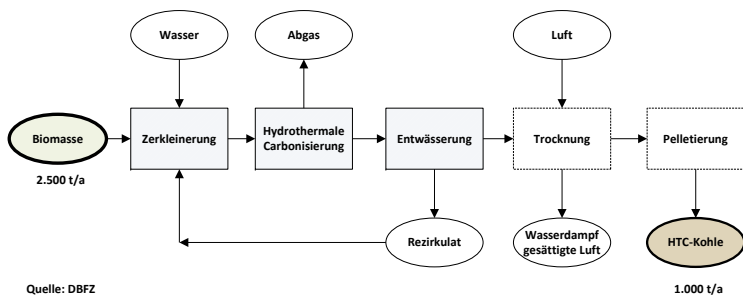 Wasser
Abgas
Luft
Biomasse
Zerkleinerung
Hydrothermale
Carbonisierung
Entwässerung
Trocknung
Pelletierung
2.500 t/a
Rezirkulat
Wasserdampf
gesättigte Luft
HTC-Kohle
Quelle: DBFZ
1.000 t/a